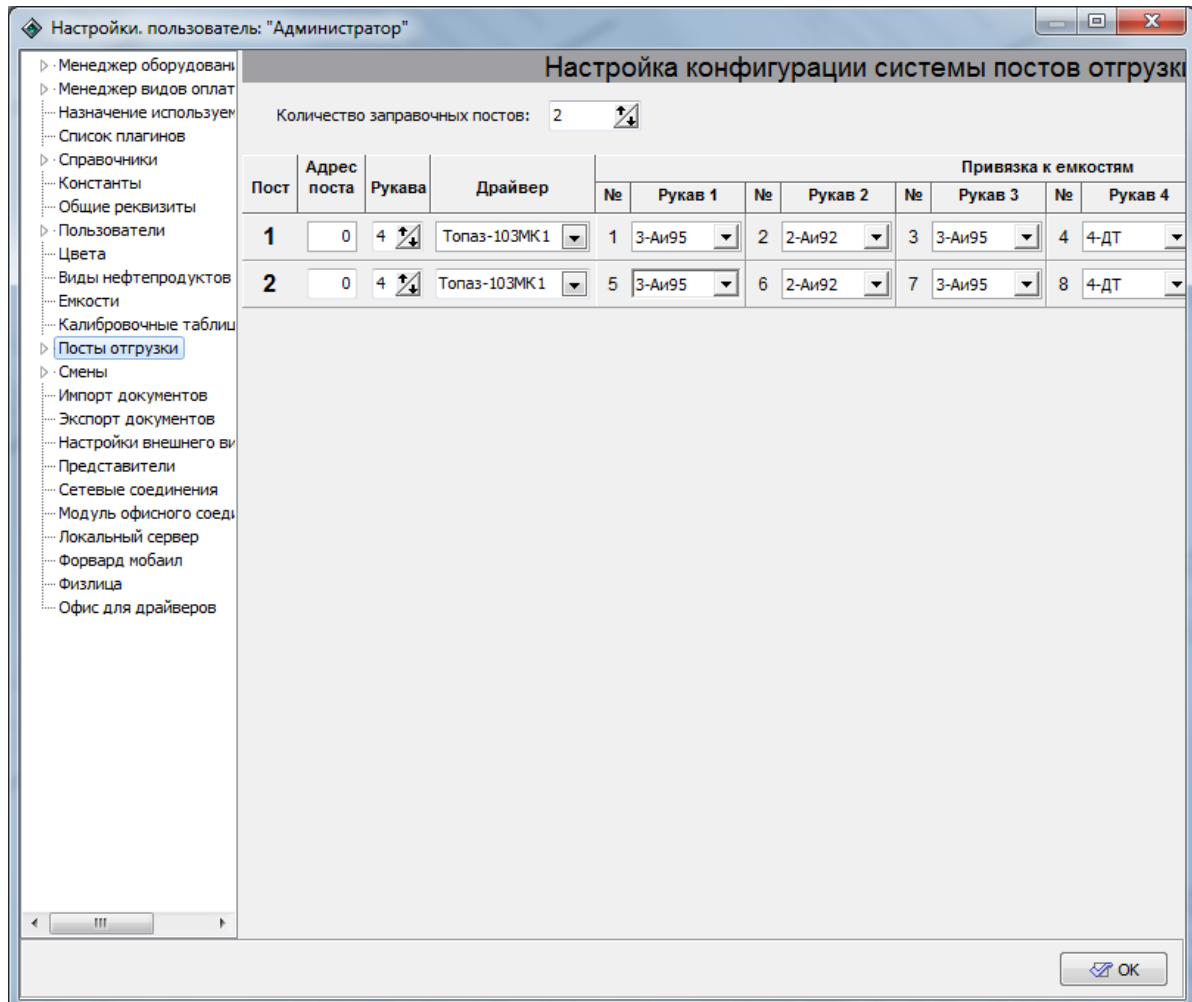 Настройки. пользователь: "Администратор"
Менеджер оборудовани
Менеджер видов оплат
Назначение используем
Список плагинов
Справочники
Константы
Общие реквизиты
Пользователи
Цвета
Виды нефтепродуктов
Емкости
Калибровочные таблиц
Посты отгрузки
Смены
Импорт документов
Экспорт документов
Настройки внешнего ви
Представители
Сетевые соединения
Модуль офисного соеди
Локальный сервер
Форвард мобаил
Физлица
Офис для драйверов
Настройка конфигурации системы постов отгрузки
Количество заправочных постов: 2
Пост Адрес поста Рукава Драйвер Привязка к емкостям
№ Рукав 1 № Рукав 2 № Рукав 3 № Рукав 4
1 0 4 Топаз-103МК1 1 3-Аи95 2 2-Аи92 3 3-Аи95 4 4-ДТ
2 0 4 Топаз-103МК1 5 3-Аи95 6 2-Аи92 7 3-Аи95 8 4-ДТ
OK